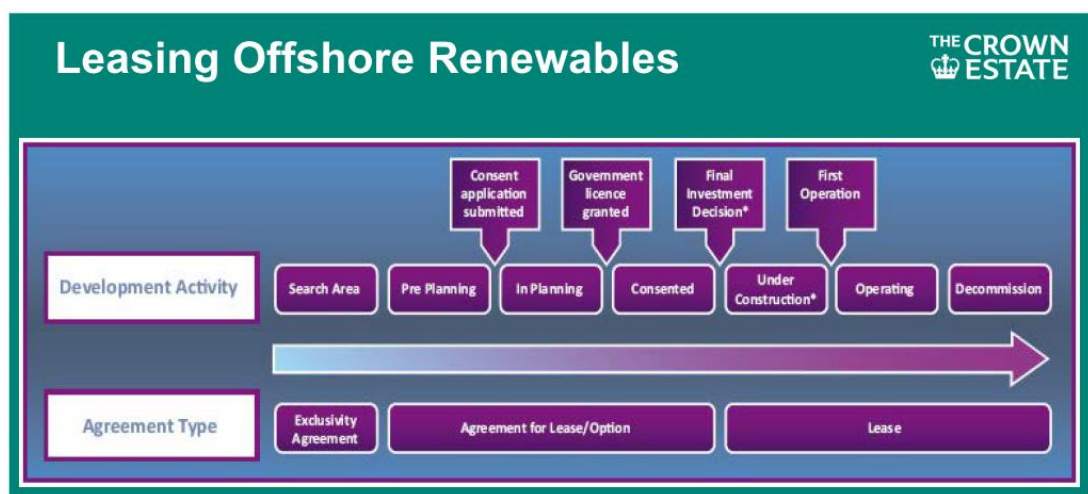 Leasing Offshore Renewables
THE CROWN
ESTATE
Consent
application
submitted
Government
licence
granted
Final
Investment
Decision*
First
Operation
Development Activity
Search Area
Pre Planning
In Planning
Consented
Under
Construction*
Operating
Decommission
Agreement Type
Exclusivity
Agreement
Agreement for Lease/Option
Lease